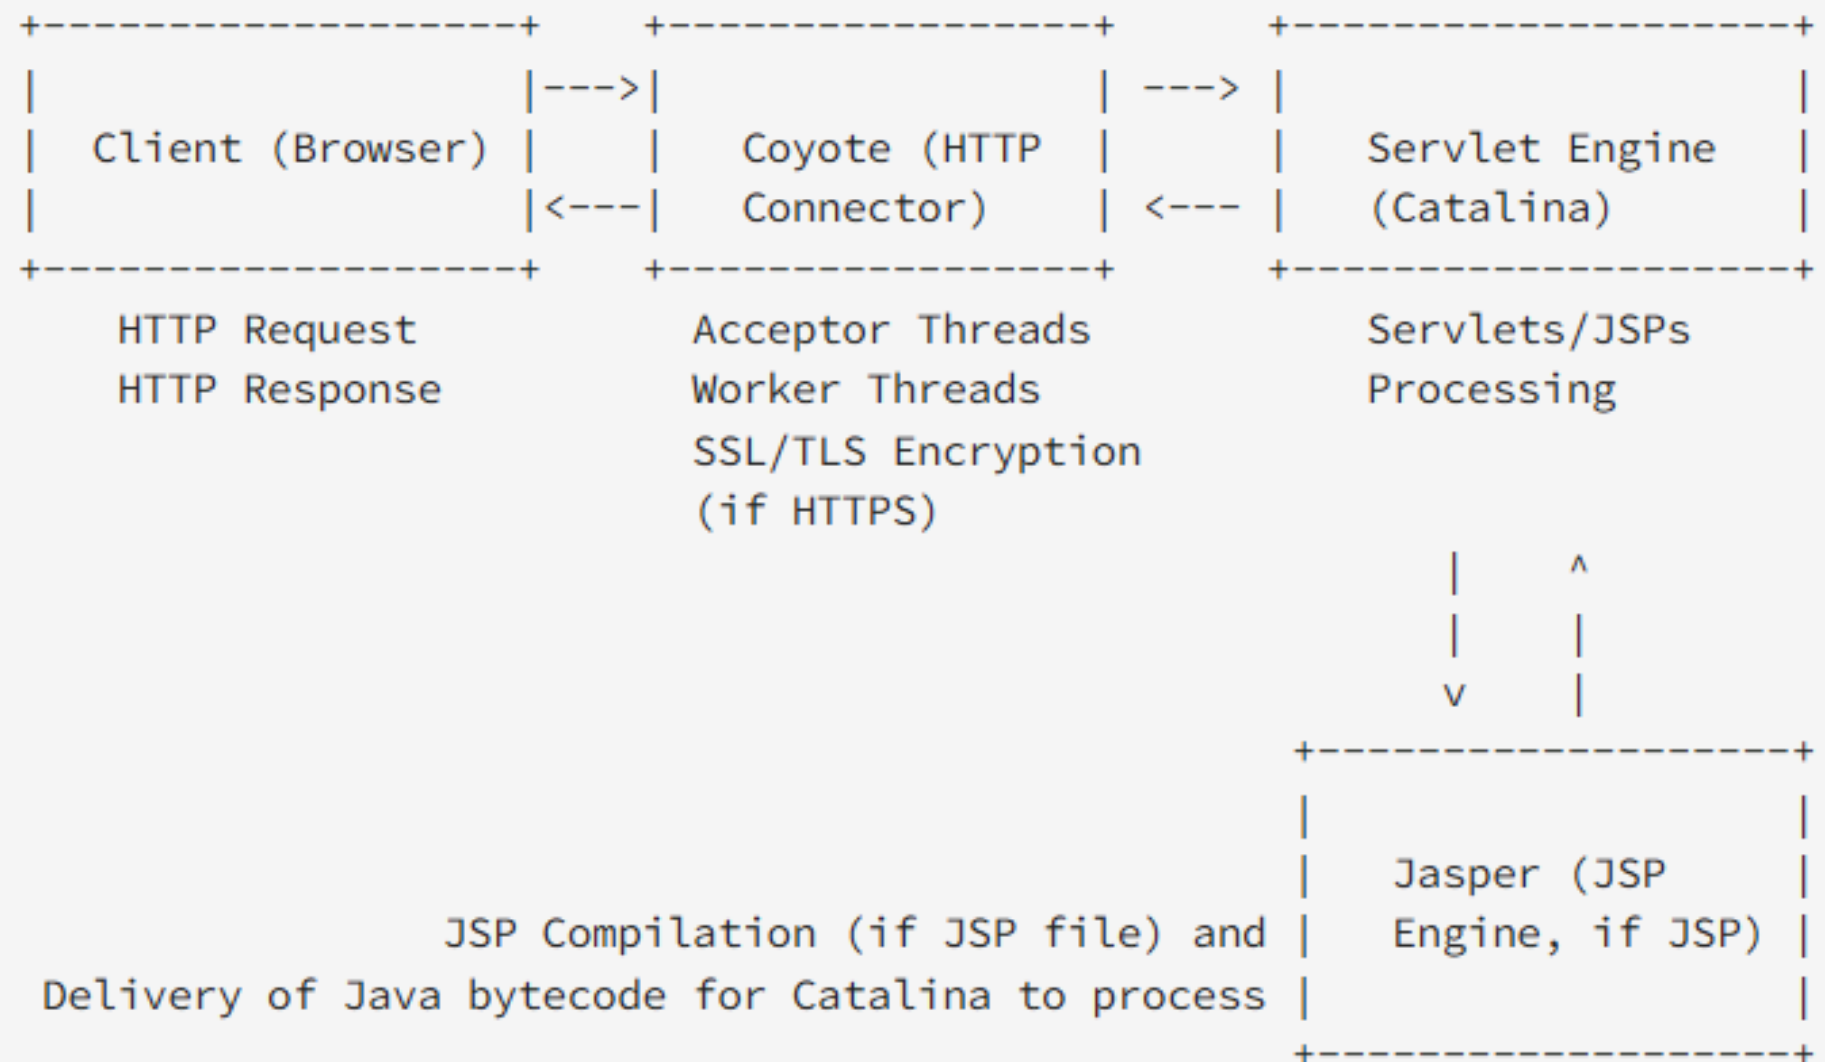 +-------------------+    +-----------------+      +--------------------+
|                   |--->|                 | ---> |                    |
|  Client (Browser) |    |   Coyote (HTTP  |      |   Servlet Engine   |
|                   |<---|   Connector)    | <--- |   (Catalina)       |
+-------------------+    +-----------------+      +--------------------+
   HTTP Request           Acceptor Threads           Servlets/JSPs
   HTTP Response          Worker Threads             Processing
                          SSL/TLS Encryption
                          (if HTTPS)
                                                        |    ^
                                                        |    |
                                                        v    |
                                                  +-------------------+
                                                  |                   |
                                                  |   Jasper (JSP     |
                JSP Compilation (if JSP file) and |   Engine, if JSP) |
Delivery of Java bytecode for Catalina to process |                   |
                                                  +-------------------+